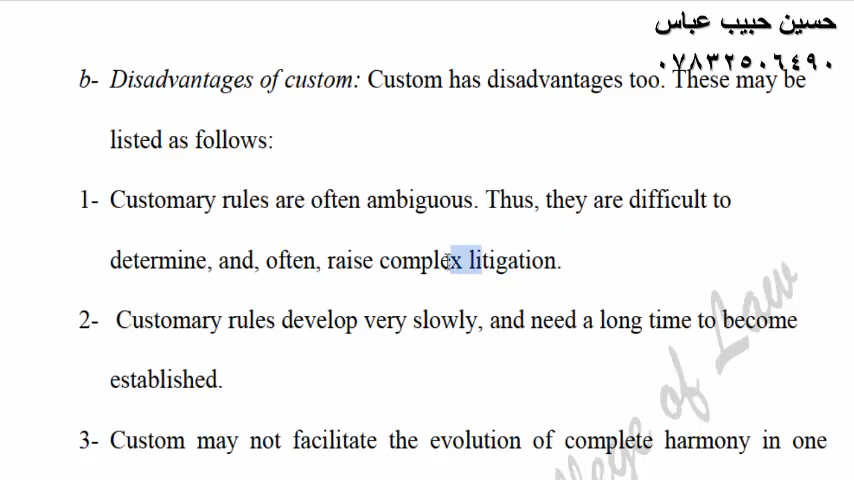 حسين حبيب عباس
٠٧٨٣٢٥٠٦٤٩٠
b- Disadvantages of custom: Custom has disadvantages too. These may be
listed as follows:
1- Customary rules are often ambiguous. Thus, they are difficult to
determine, and, often, raise complex litigation.
2- Customary rules develop very slowly, and need a long time to become
established.
3- Custom may not facilitate the evolution of complete harmony in one
College of Law